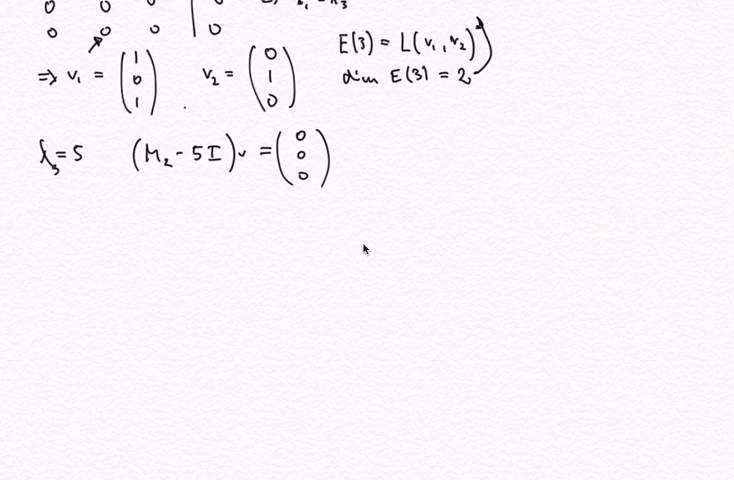 0 0 0 | 0
0 0 0 | 0
⇒ v₁ = (1 0 1) v₂ = (0 1 0) E(3) = L(v₁, v₂)
dim E(3) = 2
λ₃ = 5 (M₂ - 5I)v = (0 0 0)